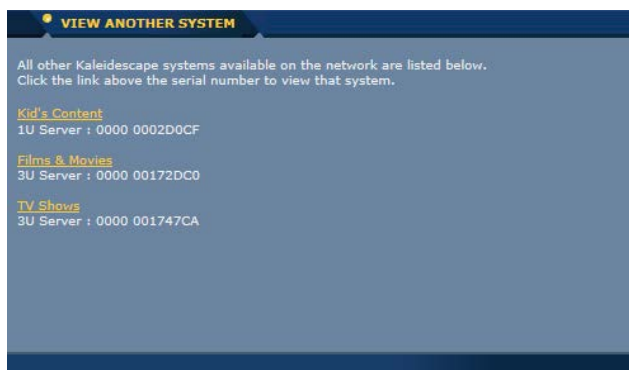 VIEW ANOTHER SYSTEM
All other Kaleidescape systems available on the network are listed below.
Click the link above the serial number to view that system.
Kid's Content
1U Server : 0000 0002D0CF
Films & Movies
3U Server : 0000 00172DC0
TV Shows
3U Server : 0000 001747CA